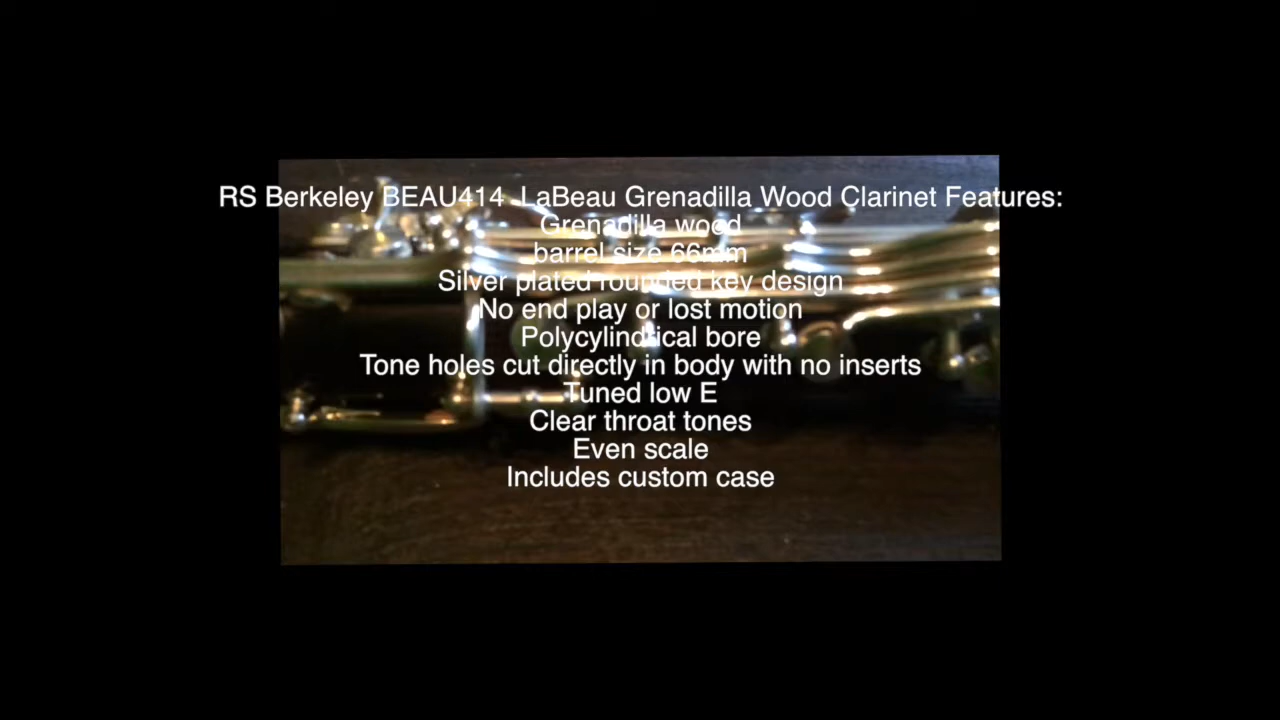 RS Berkeley BEAU414 LaBeau Grenadilla Wood Clarinet Features:
Grenadilla wood
barrel size 66mm
Silver plated rounded key design
No end play or lost motion
Polycylindrical bore
Tone holes cut directly in body with no inserts
Tuned low E
Clear throat tones
Even scale
Includes custom case